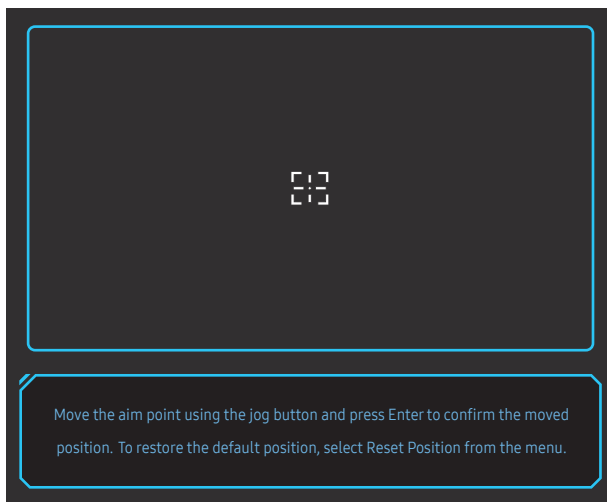 Move the aim point using the jog button and press Enter to confirm the moved
position. To restore the default position, select Reset Position from the menu.